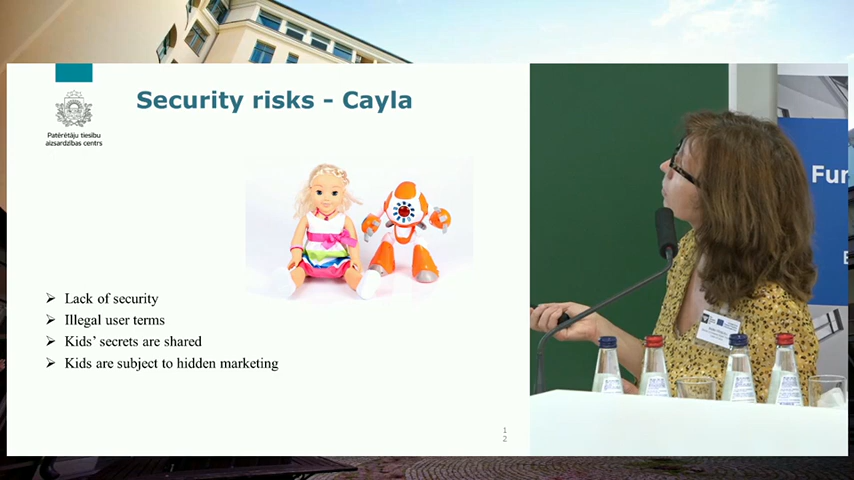 Security risks - Cayla
Patērētāju tiesību
aizsardzības centrs
Lack of security
Illegal user terms
Kids' secrets are shared
Kids are subject to hidden marketing
1
2
Fur